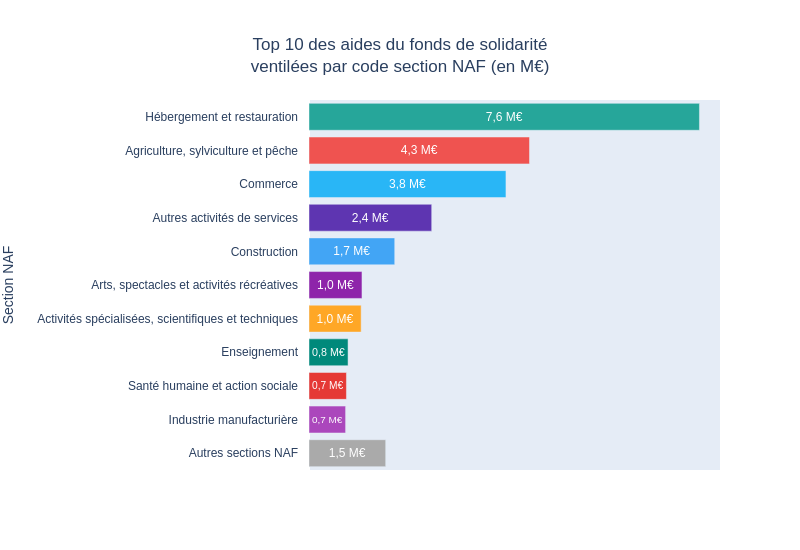 Top 10 des aides du fonds de solidarité
ventilées par code section NAF (en M€)
Section NAF
Hébergement et restauration 7,6 M€
Agriculture, sylviculture et pêche 4,3 M€
Commerce 3,8 M€
Autres activités de services 2,4 M€
Construction 1,7 M€
Arts, spectacles et activités récréatives 1,0 M€
Activités spécialisées, scientifiques et techniques 1,0 M€
Enseignement 0,8 M€
Santé humaine et action sociale 0,7 M€
Industrie manufacturière 0,7 M€
Autres sections NAF 1,5 M€